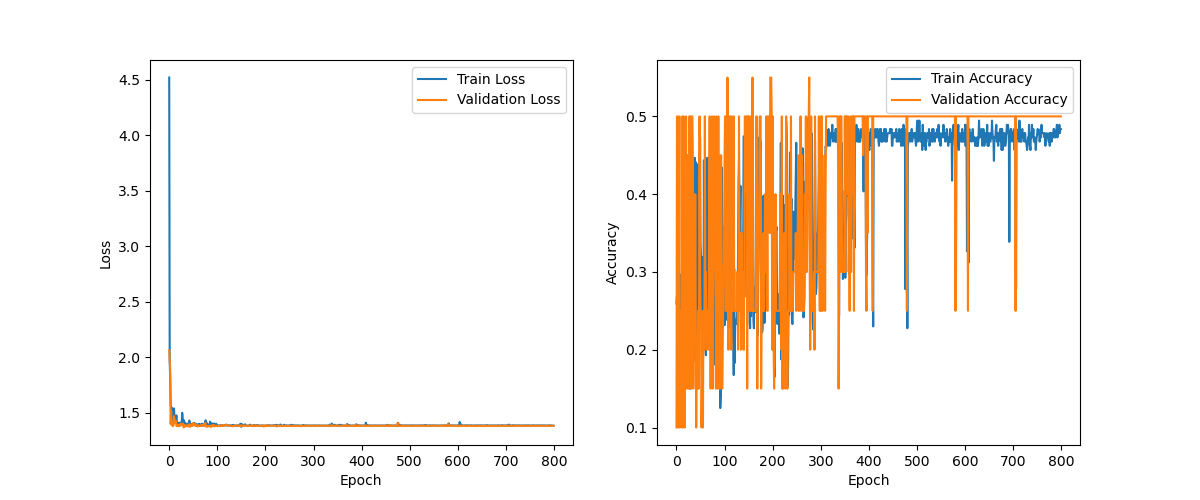 Train Loss
Validation Loss
4.5
4.0
3.5
3.0
2.5
2.0
1.5
Loss
0 100 200 300 400 500 600 700 800
Epoch
Train Accuracy
Validation Accuracy
0.5
0.4
0.3
0.2
0.1
Accuracy
0 100 200 300 400 500 600 700 800
Epoch